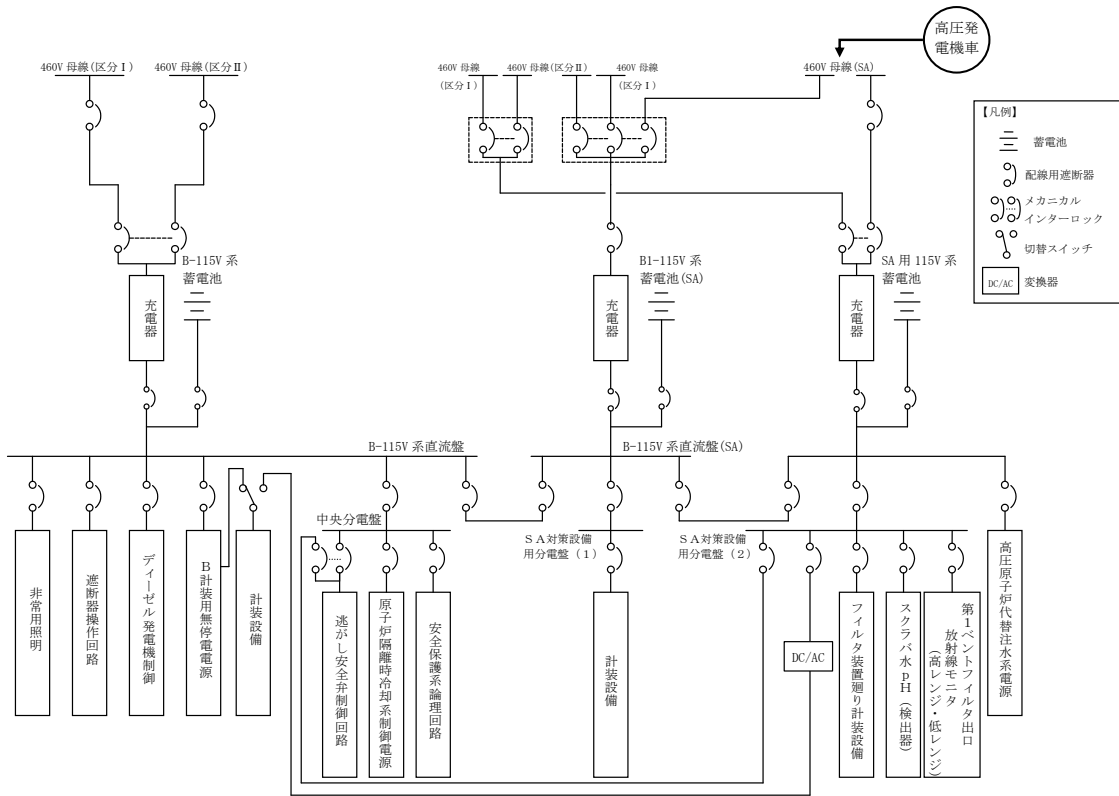 高圧発
電機車
460V 母線(区分Ⅰ)
460V 母線(区分Ⅱ)
460V 母線
(区分Ⅰ)
460V 母線(区分Ⅱ)
460V 母線
(区分Ⅰ)
460V 母線(SA)
【凡例】
蓄電池
配線用遮断器
メカニカル
インターロック
切替スイッチ
DC/AC
変換器
B-115V 系
蓄電池
B1-115V 系
蓄電池(SA)
SA 用 115V 系
蓄電池
充電器
充電器
充電器
B-115V 系直流盤
B-115V 系直流盤(SA)
中央分電盤
SA対策設備
用分電盤(1)
SA対策設備
用分電盤(2)
非常用照明
遮断器操作回路
ディーゼル発電機制御
B計装用無停電電源
計装設備
逃がし安全弁制御回路
原子炉隔離時冷却系制御電源
安全保護系論理回路
計装設備
DC/AC
フィルタ装置廻り計装設備
スクラバ水pH(検出器)
第1ベントフィルタ出口
放射線モニタ
(高レンジ・低レンジ)
高圧原子炉代替注水系電源